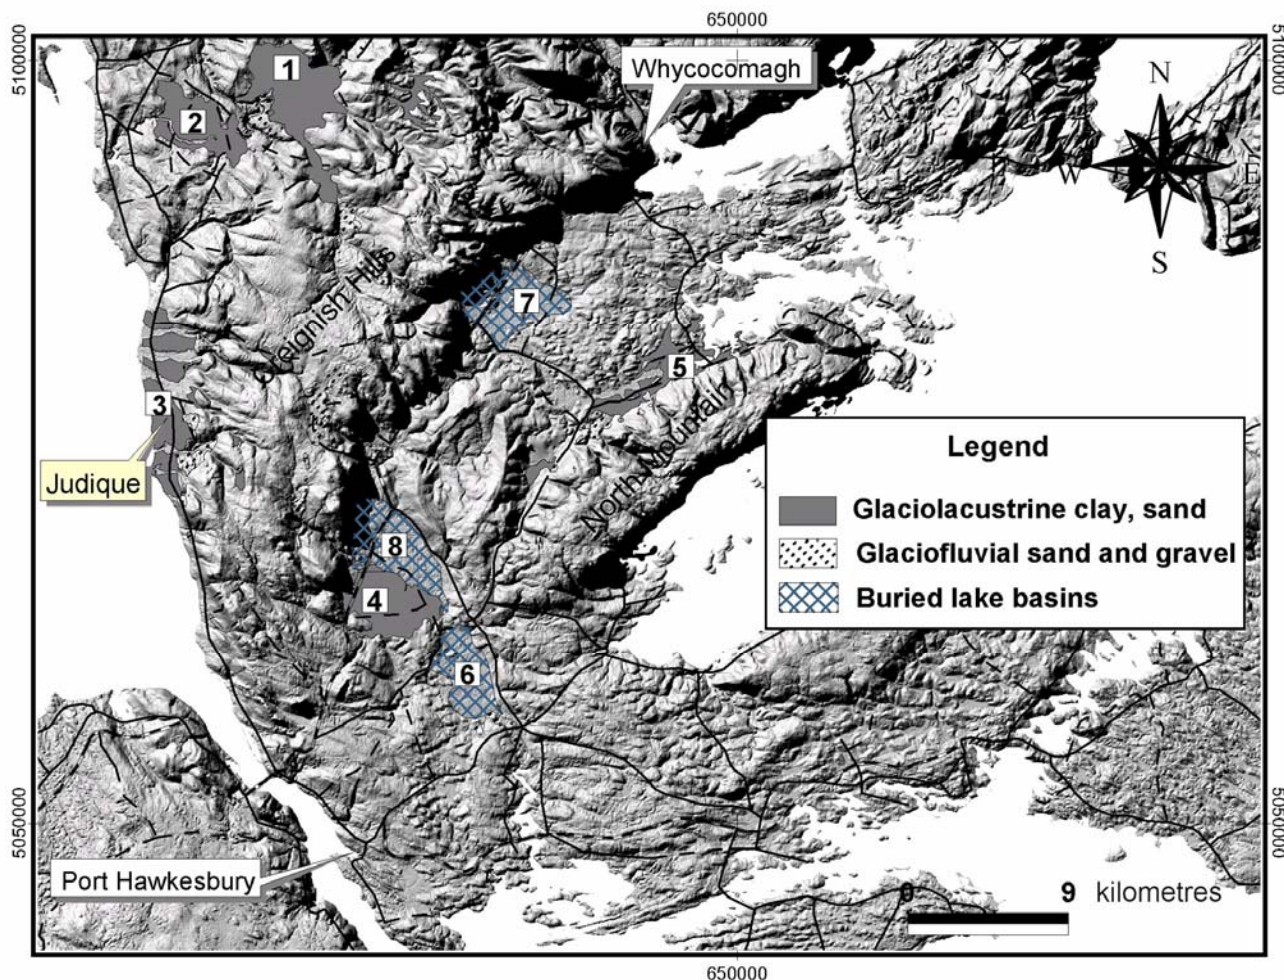 650000
5100000
5100000
1
Whycocomagh
N
2
W
E
S
Creignish Hills
7
5
3
North Mountain
Judique
Legend
Glaciolacustrine clay, sand
Glaciofluvial sand and gravel
Buried lake basins
8
4
6
5050000
5050000
Port Hawkesbury
0 9 kilometres
650000